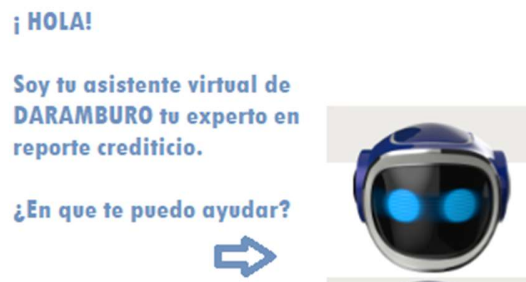 ¡ HOLA!
Soy tu asistente virtual de
DARAMBURO tu experto en
reporte crediticio.
¿En que te puedo ayudar?